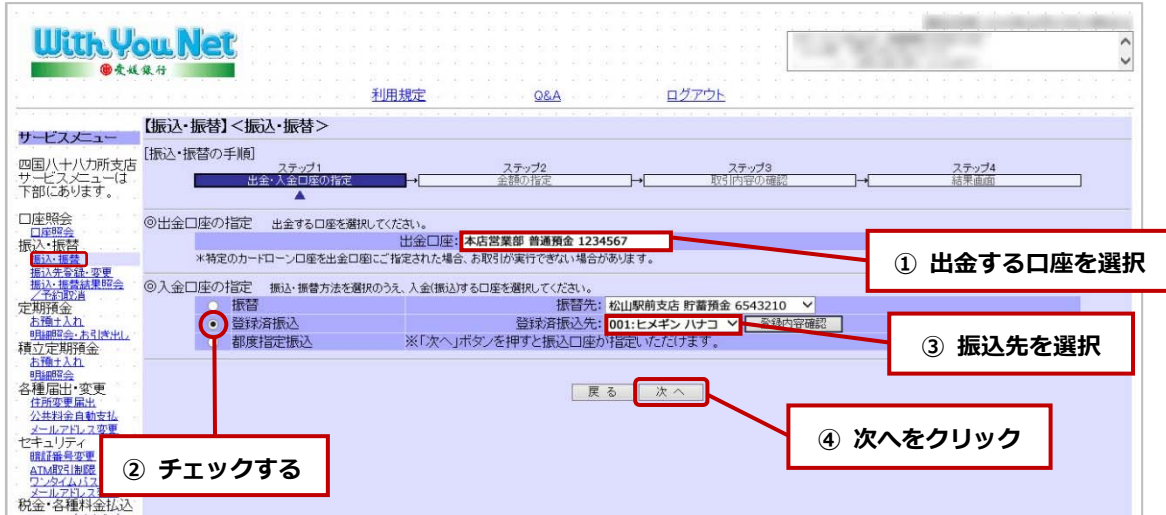 With You Net
愛媛銀行
利用規定 Q&A ログアウト
サービスメニュー
四国八十八カ所支店
サービスメニューは
下部にあります。
口座照会
口座照会
振込・振替
振込・振替
振込先登録・変更
振込・振替結果照会
／予約取消
定期預金
お預け入れ
明細照会・お引き出し
積立定期預金
お預け入れ
明細照会
各種届出・変更
住所変更届出
公共料金自動支払
メールアドレス変更
セキュリティ
暗証番号変更
ATM取引制限
ワンタイムパス
メールアドレス
税金・各種料金払込
【振込・振替】＜振込・振替＞
[振込・振替の手順]
ステップ1 ステップ2 ステップ3 ステップ4
出金・入金口座の指定 金額の指定 取引内容の確認 結果画面
◎出金口座の指定 出金する口座を選択してください。
出金口座: 本店営業部 普通預金 1234567
＊特定のカードローン口座を出金口座にご指定された場合、お取引が実行できない場合があります。
◎入金口座の指定 振込・振替方法を選択のうえ、入金(振込)する口座を選択してください。
振替 振替先: 松山駅前支店 貯蓄預金 6543210
登録済振込 登録済振込先: 001:ヒメギン ハナコ 登録内容確認
都度指定振込 ※「次へ」ボタンを押すと振込口座が指定いただけます。
戻る 次へ
① 出金する口座を選択
③ 振込先を選択
④ 次へをクリック
② チェックする